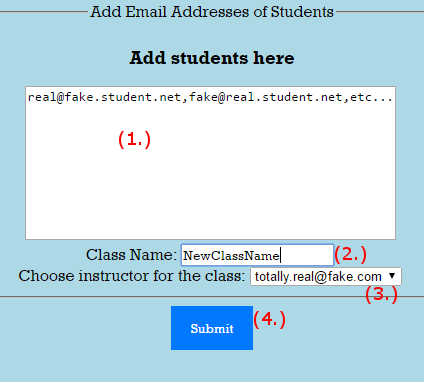 Add Email Addresses of Students
Add students here
real@fake.student.net,fake@real.student.net,etc...
(1.)
Class Name: NewClassName (2.)
Choose instructor for the class: totally.real@fake.com
(3.)
Submit (4.)